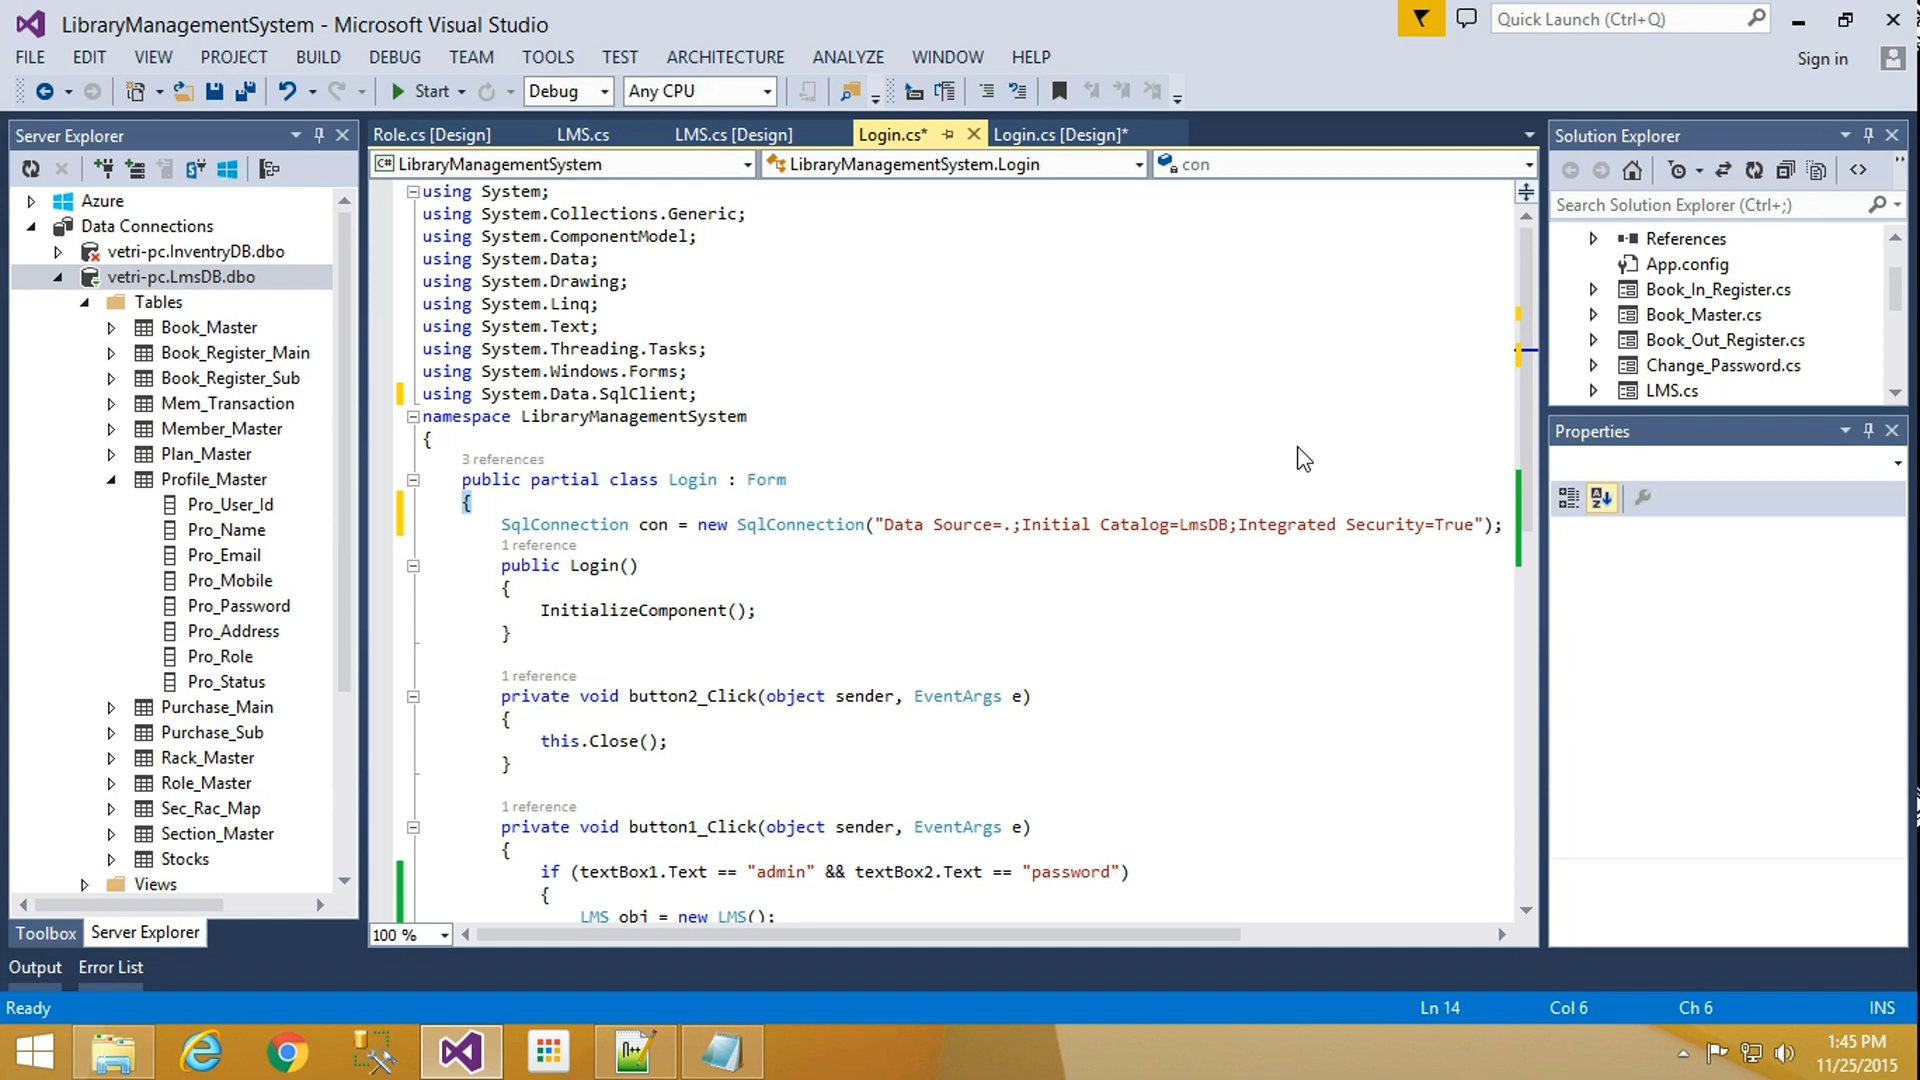 LibraryManagementSystem - Microsoft Visual Studio
Quick Launch (Ctrl+Q)
FILE EDIT VIEW PROJECT BUILD DEBUG TEAM TOOLS TEST ARCHITECTURE ANALYZE WINDOW HELP
Sign in
Start Debug Any CPU
Server Explorer
Azure
Data Connections
vetri-pc.InventryDB.dbo
vetri-pc.LmsDB.dbo
Tables
Book_Master
Book_Register_Main
Book_Register_Sub
Mem_Transaction
Member_Master
Plan_Master
Profile_Master
Pro_User_Id
Pro_Name
Pro_Email
Pro_Mobile
Pro_Password
Pro_Address
Pro_Role
Pro_Status
Purchase_Main
Purchase_Sub
Rack_Master
Role_Master
Sec_Rac_Map
Section_Master
Stocks
Views
Toolbox Server Explorer
Role.cs [Design] LMS.cs LMS.cs [Design] Login.cs* Login.cs [Design]*
C# LibraryManagementSystem LibraryManagementSystem.Login con
using System;
using System.Collections.Generic;
using System.ComponentModel;
using System.Data;
using System.Drawing;
using System.Linq;
using System.Text;
using System.Threading.Tasks;
using System.Windows.Forms;
using System.Data.SqlClient;
namespace LibraryManagementSystem
{
3 references
public partial class Login : Form
{
SqlConnection con = new SqlConnection("Data Source=.;Initial Catalog=LmsDB;Integrated Security=True");
1 reference
public Login()
{
InitializeComponent();
}
1 reference
private void button2_Click(object sender, EventArgs e)
{
this.Close();
}
1 reference
private void button1_Click(object sender, EventArgs e)
{
if (textBox1.Text == "admin" && textBox2.Text == "password")
{
LMS obj = new LMS();
100 %
Solution Explorer
Search Solution Explorer (Ctrl+;)
References
App.config
Book_In_Register.cs
Book_Master.cs
Book_Out_Register.cs
Change_Password.cs
LMS.cs
Properties
Output Error List
Ready Ln 14 Col 6 Ch 6 INS
1:45 PM
11/25/2015